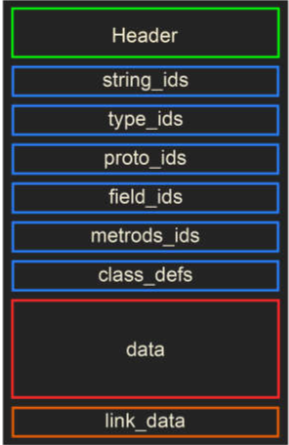 Header
string_ids
type_ids
proto_ids
field_ids
metrods_ids
class_defs
data
link_data